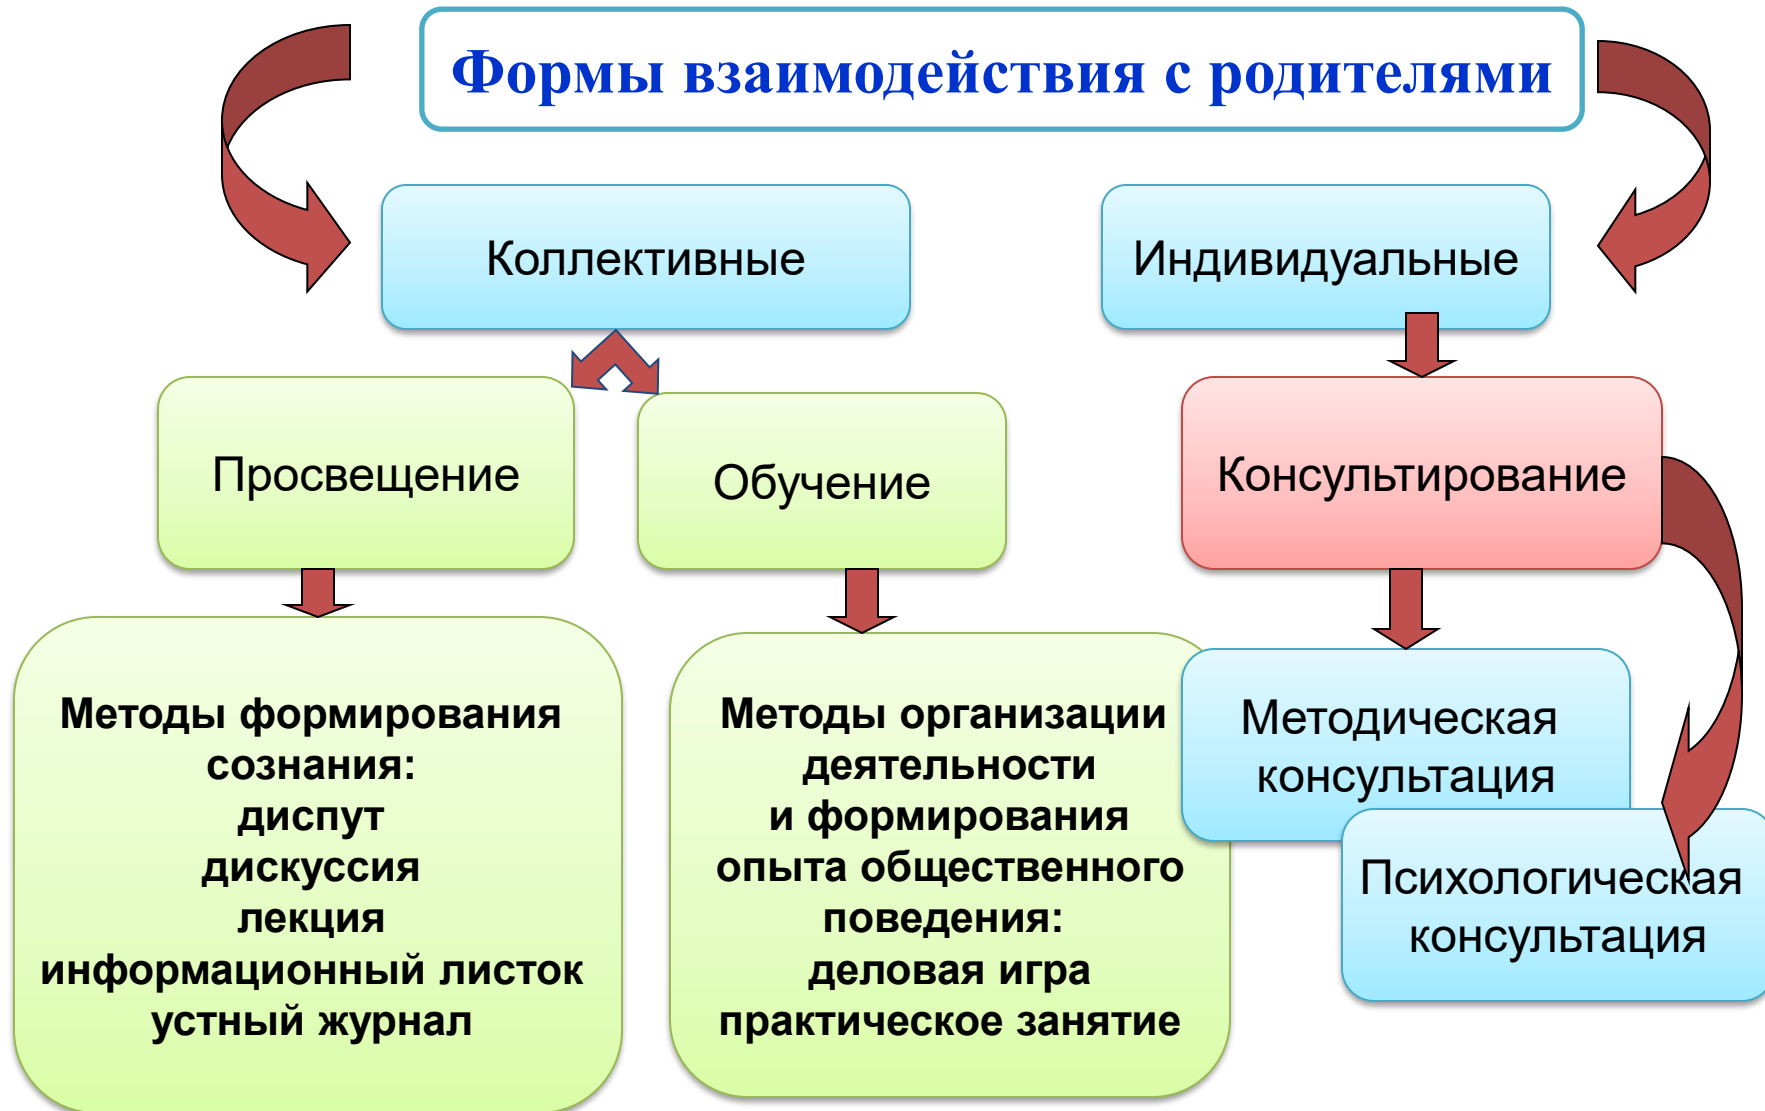 Формы взаимодействия с родителями
Коллективные
Индивидуальные
Просвещение
Обучение
Консультирование
Методы формирования
сознания:
диспут
дискуссия
лекция
информационный листок
устный журнал
Методы организации
деятельности
и формирования
опыта общественного
поведения:
деловая игра
практическое занятие
Методическая
консультация
Психологическая
консультация